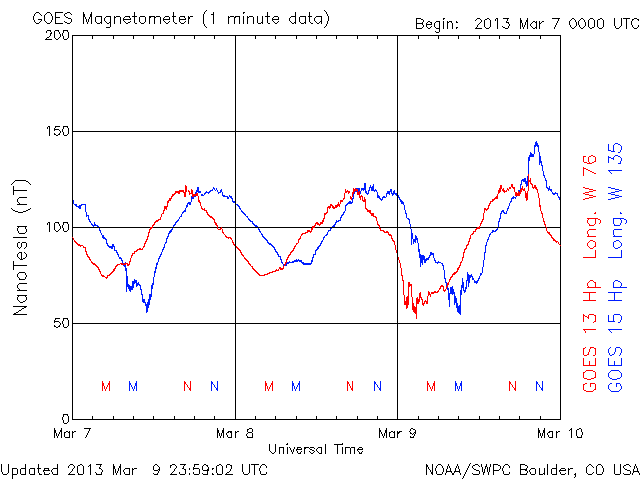 GOES Magnetometer (1 minute data)
Begin: 2013 Mar 7 0000 UTC
200
150
100
50
0
NanoTesla (nT)
M M N N M M N N M M N N
Mar 7 Mar 8 Mar 9 Mar 10
Universal Time
GOES 13 Hp Long. W 76
GOES 15 Hp Long. W 135
Updated 2013 Mar 9 23:59:02 UTC
NOAA/SWPC Boulder, CO USA